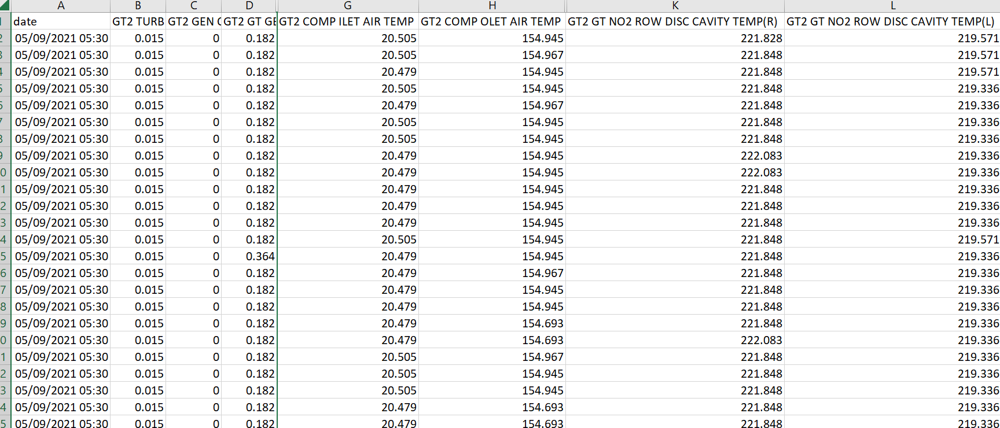 A B C D G H K L
date GT2 TURB GT2 GEN GT2 GT GE GT2 COMP ILET AIR TEMP GT2 COMP OLET AIR TEMP GT2 GT NO2 ROW DISC CAVITY TEMP(R) GT2 GT NO2 ROW DISC CAVITY TEMP(L)
2 05/09/2021 05:30 0.015 0 0.182 20.505 154.945 221.828 219.571
3 05/09/2021 05:30 0.015 0 0.182 20.505 154.967 221.848 219.571
4 05/09/2021 05:30 0.015 0 0.182 20.479 154.945 221.848 219.571
5 05/09/2021 05:30 0.015 0 0.182 20.505 154.945 221.848 219.336
6 05/09/2021 05:30 0.015 0 0.182 20.479 154.967 221.848 219.336
7 05/09/2021 05:30 0.015 0 0.182 20.505 154.945 221.848 219.336
8 05/09/2021 05:30 0.015 0 0.182 20.505 154.945 221.848 219.336
9 05/09/2021 05:30 0.015 0 0.182 20.479 154.945 222.083 219.336
0 05/09/2021 05:30 0.015 0 0.182 20.479 154.945 222.083 219.336
1 05/09/2021 05:30 0.015 0 0.182 20.479 154.945 221.848 219.336
2 05/09/2021 05:30 0.015 0 0.182 20.479 154.945 221.848 219.336
3 05/09/2021 05:30 0.015 0 0.182 20.479 154.945 221.848 219.336
4 05/09/2021 05:30 0.015 0 0.182 20.505 154.945 221.848 219.571
5 05/09/2021 05:30 0.015 0 0.364 20.479 154.945 221.848 219.336
6 05/09/2021 05:30 0.015 0 0.182 20.479 154.967 221.848 219.336
7 05/09/2021 05:30 0.015 0 0.182 20.479 154.945 221.848 219.336
8 05/09/2021 05:30 0.015 0 0.182 20.479 154.945 221.848 219.336
9 05/09/2021 05:30 0.015 0 0.182 20.479 154.693 221.848 219.336
0 05/09/2021 05:30 0.015 0 0.182 20.479 154.693 222.083 219.336
1 05/09/2021 05:30 0.015 0 0.182 20.505 154.967 221.848 219.336
2 05/09/2021 05:30 0.015 0 0.182 20.505 154.945 221.848 219.336
3 05/09/2021 05:30 0.015 0 0.182 20.505 154.945 221.848 219.336
4 05/09/2021 05:30 0.015 0 0.182 20.479 154.693 221.848 219.336
5 05/09/2021 05:30 0.015 0 0.182 20.479 154.693 221.848 219.336